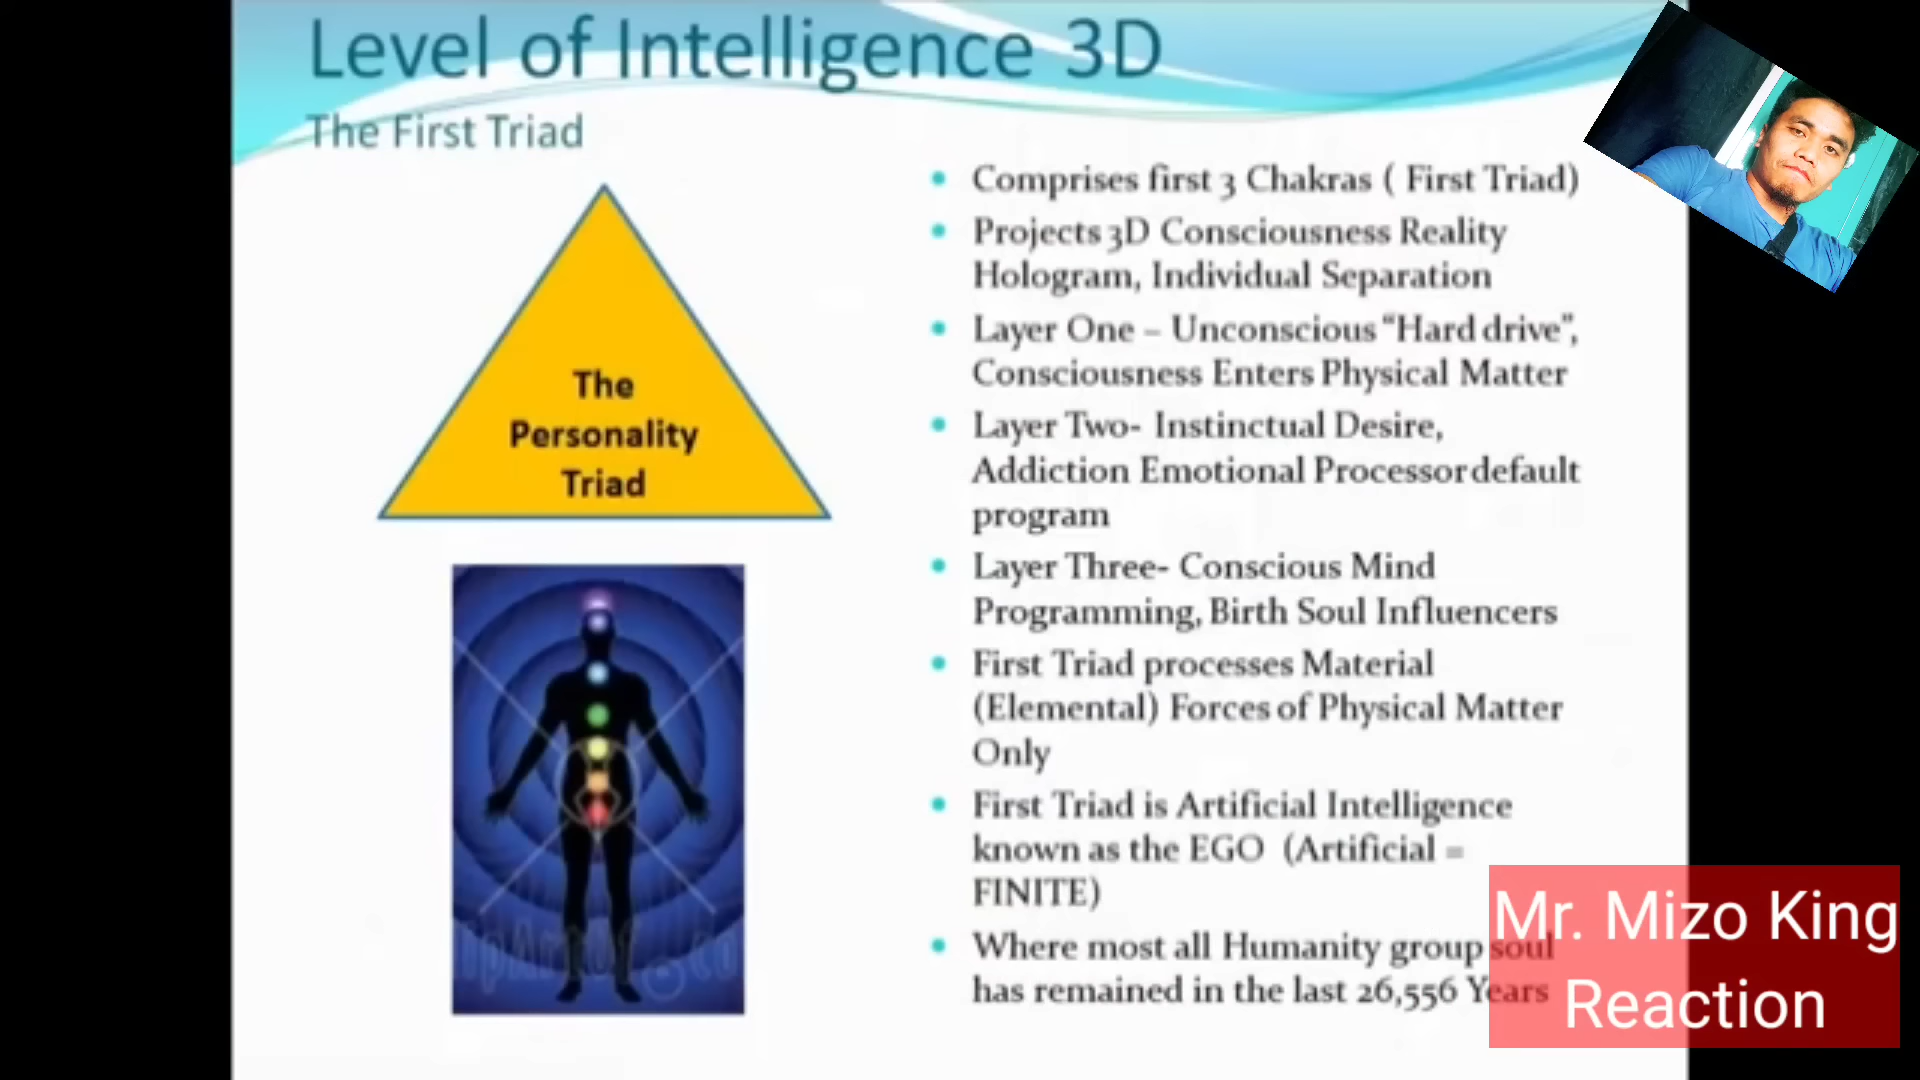 Level of Intelligence 3D
The First Triad
The
Personality
Triad
Comprises first 3 Chakras ( First Triad)
Projects 3D Consciousness Reality
Hologram, Individual Separation
Layer One – Unconscious “Hard drive”,
Consciousness Enters Physical Matter
Layer Two- Instinctual Desire,
Addiction Emotional Processor default
program
Layer Three- Conscious Mind
Programming, Birth Soul Influencers
First Triad processes Material
(Elemental) Forces of Physical Matter
Only
First Triad is Artificial Intelligence
known as the EGO (Artificial =
FINITE)
Where most all Humanity group soul
has remained in the last 26,556 Years
Mr. Mizo King
Reaction